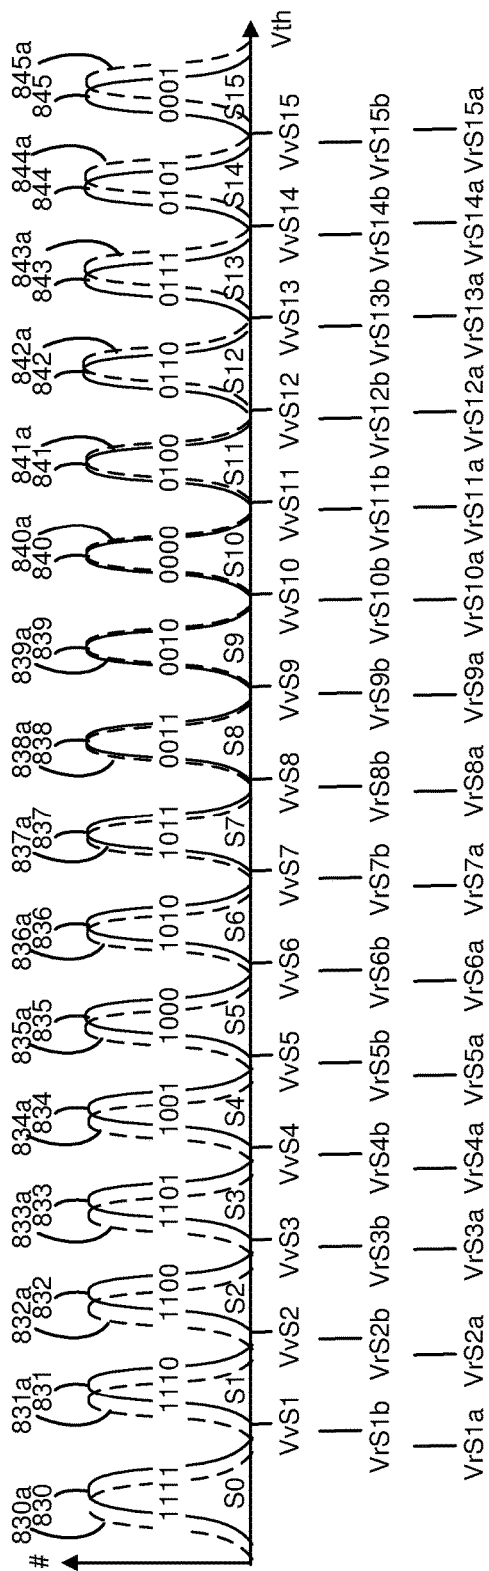 #
830a 831a 832a 833a 834a 835a 836a 837a 838a 839a 840a 841a 842a 843a 844a 845a
830 831 832 833 834 835 836 837 838 839 840 841 842 843 844 845
1111 1110 1100 1101 1001 1000 1010 1011 0011 0010 0000 0100 0110 0111 0101 0001
S0 S1 S2 S3 S4 S5 S6 S7 S8 S9 S10 S11 S12 S13 S14 S15
Vth
VvS1 VvS2 VvS3 VvS4 VvS5 VvS6 VvS7 VvS8 VvS9 VvS10 VvS11 VvS12 VvS13 VvS14 VvS15
VrS1b VrS2b VrS3b VrS4b VrS5b VrS6b VrS7b VrS8b VrS9b VrS10b VrS11b VrS12b VrS13b VrS14b VrS15b
VrS1a VrS2a VrS3a VrS4a VrS5a VrS6a VrS7a VrS8a VrS9a VrS10a VrS11a VrS12a VrS13a VrS14a VrS15a